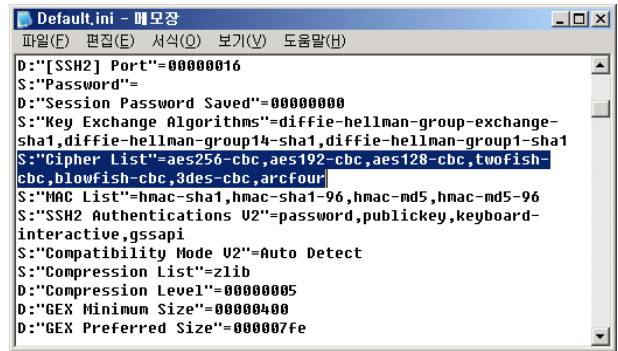 Default.ini - 메모장
파일(F) 편집(E) 서식(O) 보기(V) 도움말(H)
D:"[SSH2] Port"=00000016
S:"Password"=
D:"Session Password Saved"=00000000
S:"Key Exchange Algorithms"=diffie-hellman-group-exchange-
sha1,diffie-hellman-group14-sha1,diffie-hellman-group1-sha1
S:"Cipher List"=aes256-cbc,aes192-cbc,aes128-cbc,twofish-
cbc,blowfish-cbc,3des-cbc,arcfour
S:"MAC List"=hmac-sha1,hmac-sha1-96,hmac-md5,hmac-md5-96
S:"SSH2 Authentications V2"=password,publickey,keyboard-
interactive,gssapi
S:"Compatibility Mode V2"=Auto Detect
S:"Compression List"=zlib
D:"Compression Level"=00000005
D:"GEX Minimum Size"=00000400
D:"GEX Preferred Size"=000007fe